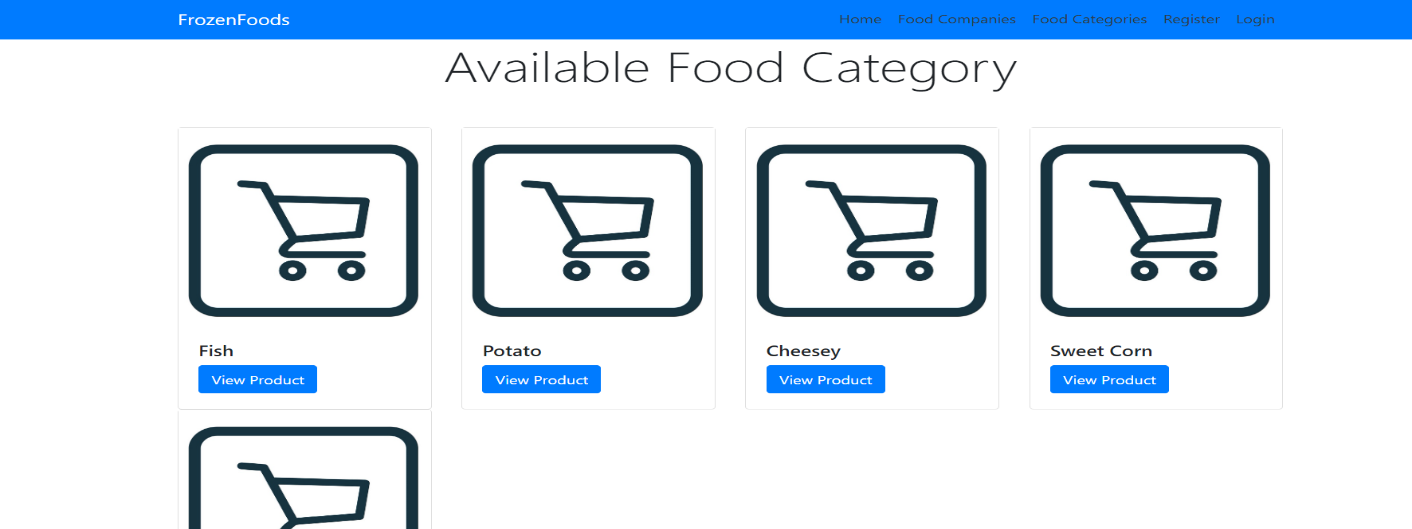 FrozenFoods
Home Food Companies Food Categories Register Login
Available Food Category
Fish
View Product
Potato
View Product
Cheesey
View Product
Sweet Corn
View Product